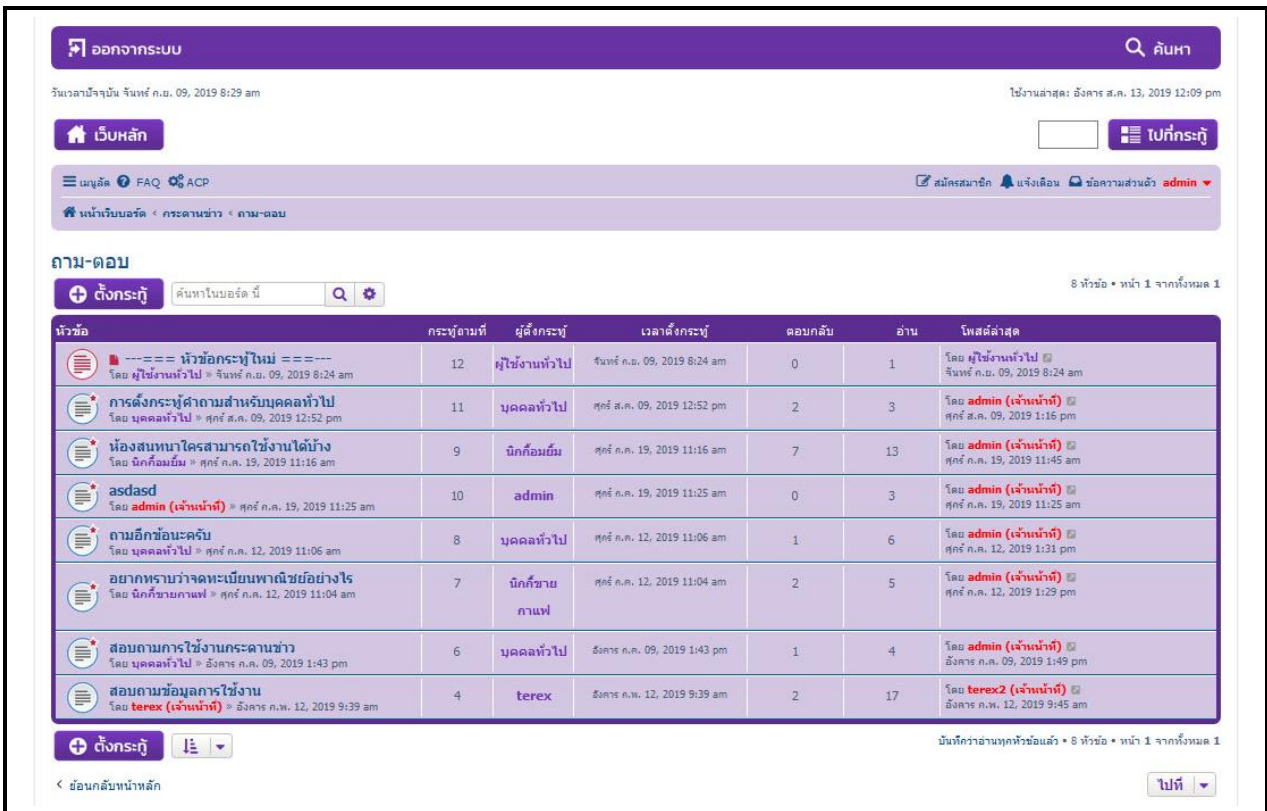 ออกจากระบบ ค้นหา
วันเวลาปัจจุบัน จันทร์ ก.ย. 09, 2019 8:29 am ใช้งานล่าสุด: อังคาร ส.ค. 13, 2019 12:09 pm
เว็บหลัก ไปที่กระทู้
เมนูลัด FAQ ACP สมัครสมาชิก แจ้งเตือน ข้อความส่วนตัว admin
หน้าเว็บบอร์ด ‹ กระดานข่าว ‹ ถาม-ตอบ
ถาม-ตอบ
ตั้งกระทู้ ค้นหาในบอร์ด นี้ 8 หัวข้อ • หน้า 1 จากทั้งหมด 1
หัวข้อ กระทู้ถามที่ ผู้ตั้งกระทู้ เวลาตั้งกระทู้ ตอบกลับ อ่าน โพสต์ล่าสุด
---=== หัวข้อกระทู้ใหม่ ===--- 12 ผู้ใช้งานทั่วไป จันทร์ ก.ย. 09, 2019 8:24 am 0 1 โดย ผู้ใช้งานทั่วไป
โดย ผู้ใช้งานทั่วไป » จันทร์ ก.ย. 09, 2019 8:24 am จันทร์ ก.ย. 09, 2019 8:24 am
การตั้งกระทู้คำถามสำหรับบุคคลทั่วไป 11 บุคคลทั่วไป ศุกร์ ส.ค. 09, 2019 12:52 pm 2 3 โดย admin (เจ้าหน้าที่)
โดย บุคคลทั่วไป » ศุกร์ ส.ค. 09, 2019 12:52 pm ศุกร์ ส.ค. 09, 2019 1:16 pm
ห้องสนทนาใครสามารถใช้งานได้บ้าง 9 นิกกื้อมยิ้ม ศุกร์ ก.ค. 19, 2019 11:16 am 7 13 โดย admin (เจ้าหน้าที่)
โดย นิกกื้อมยิ้ม » ศุกร์ ก.ค. 19, 2019 11:16 am ศุกร์ ก.ค. 19, 2019 11:45 am
asdasd 10 admin ศุกร์ ก.ค. 19, 2019 11:25 am 0 3 โดย admin (เจ้าหน้าที่)
โดย admin (เจ้าหน้าที่) » ศุกร์ ก.ค. 19, 2019 11:25 am ศุกร์ ก.ค. 19, 2019 11:25 am
ถามอีกข้อนะครับ 8 บุคคลทั่วไป ศุกร์ ก.ค. 12, 2019 11:06 am 1 6 โดย admin (เจ้าหน้าที่)
โดย บุคคลทั่วไป » ศุกร์ ก.ค. 12, 2019 11:06 am ศุกร์ ก.ค. 12, 2019 1:31 pm
อยากทราบว่าจดทะเบียนพาณิชย์อย่างไร 7 นิกกี้ขาย ศุกร์ ก.ค. 12, 2019 11:04 am 2 5 โดย admin (เจ้าหน้าที่)
โดย นิกกี้ขายกาแฟ » ศุกร์ ก.ค. 12, 2019 11:04 am กาแฟ ศุกร์ ก.ค. 12, 2019 1:29 pm
สอบถามการใช้งานกระดานข่าว 6 บุคคลทั่วไป อังคาร ก.ค. 09, 2019 1:43 pm 1 4 โดย admin (เจ้าหน้าที่)
โดย บุคคลทั่วไป » อังคาร ก.ค. 09, 2019 1:43 pm อังคาร ก.ค. 09, 2019 1:49 pm
สอบถามข้อมูลการใช้งาน 4 terex อังคาร ก.พ. 12, 2019 9:39 am 2 17 โดย terex2 (เจ้าหน้าที่)
โดย terex (เจ้าหน้าที่) » อังคาร ก.พ. 12, 2019 9:39 am อังคาร ก.พ. 12, 2019 9:45 am
ตั้งกระทู้ บันทึกว่าอ่านทุกหัวข้อแล้ว • 8 หัวข้อ • หน้า 1 จากทั้งหมด 1
‹ ย้อนกลับหน้าหลัก ไปที่